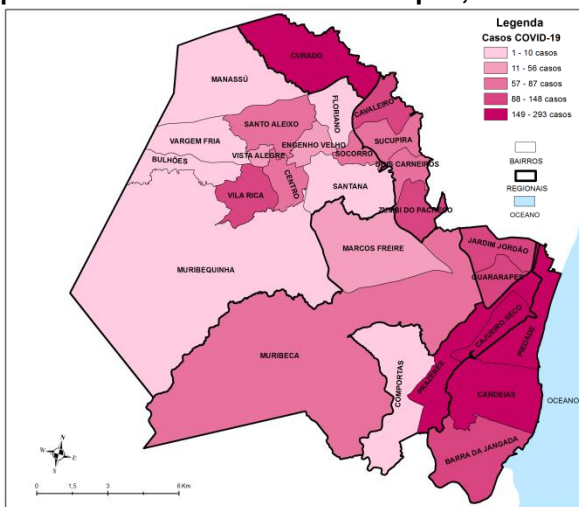 Legenda
Casos COVID-19
1 - 10 casos
11 - 56 casos
57 - 87 casos
88 - 148 casos
149 - 293 casos
BAIRROS
REGIONAIS
OCEANO
CURADO
MANASSÚ
FLORIANO
CAVALEIRO
SANTO ALEIXO
SUCUPIRA
VARGEM FRIA
ENGENHO VELHO
VISTA ALEGRE
SOCORRO
BULHÕES
DOIS CARNEIROS
CENTRO
SANTANA
VILA RICA
ZUMBI DO PACHECO
MURIBEQUINHA
MARCOS FREIRE
JARDIM JORDÃO
GUARARAPES
CAJUEIRO SECO
PIEDADE
MURIBECA
COMPORTAS
PRAZERES
CANDEIAS
OCEANO
BARRA DA JANGADA
N
W E
S
0 1,5 3 6 Km